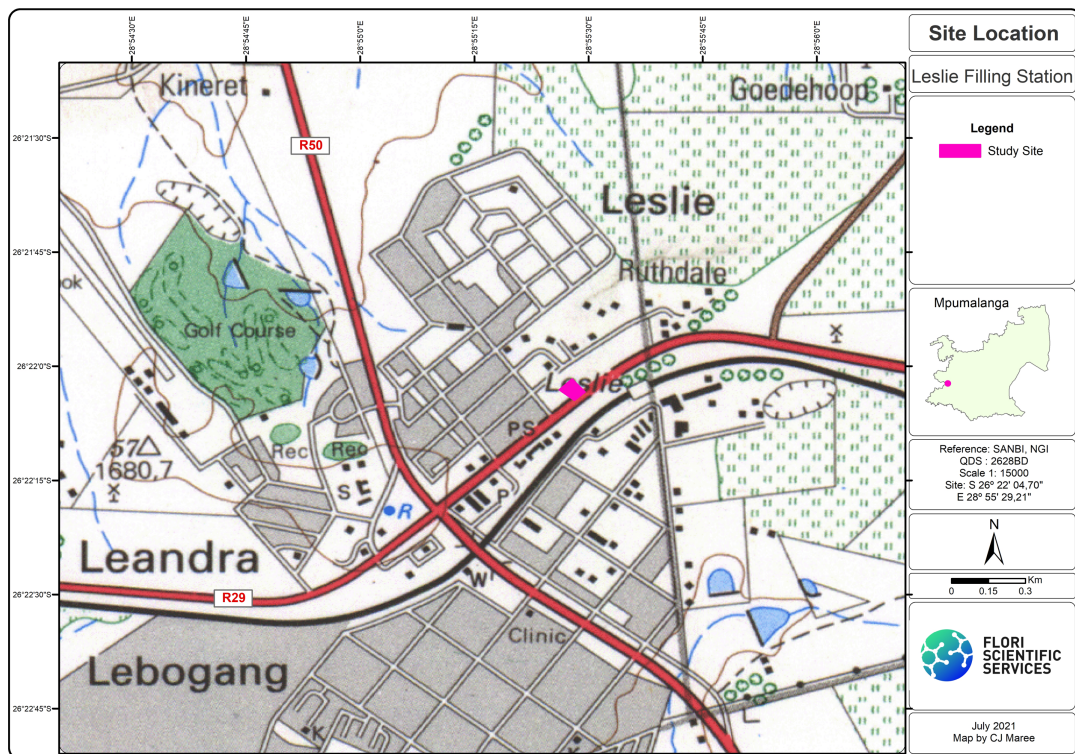 28°54'30"E
28°54'45"E
28°55'0"E
28°55'15"E
28°55'30"E
28°55'45"E
28°56'0"E
26°21'30"S
26°21'45"S
26°22'0"S
26°22'15"S
26°22'30"S
26°22'45"S
Kineret
Goedehoop
R50
Leslie
Ruthdale
ook
Golf Course
Leslie
PS
Rec
Rec
57
1680,7
S
R
P
Leandra
W
R29
Clinic
Lebogang
K
Site Location
Leslie Filling Station
Legend
Study Site
Mpumalanga
Reference: SANBI, NGI
QDS : 2628BD
Scale 1: 15000
Site: S 26° 22' 04,70"
E 28° 55' 29,21"
N
Km
0 0.15 0.3
FLORI
SCIENTIFIC
SERVICES
July 2021
Map by CJ Maree